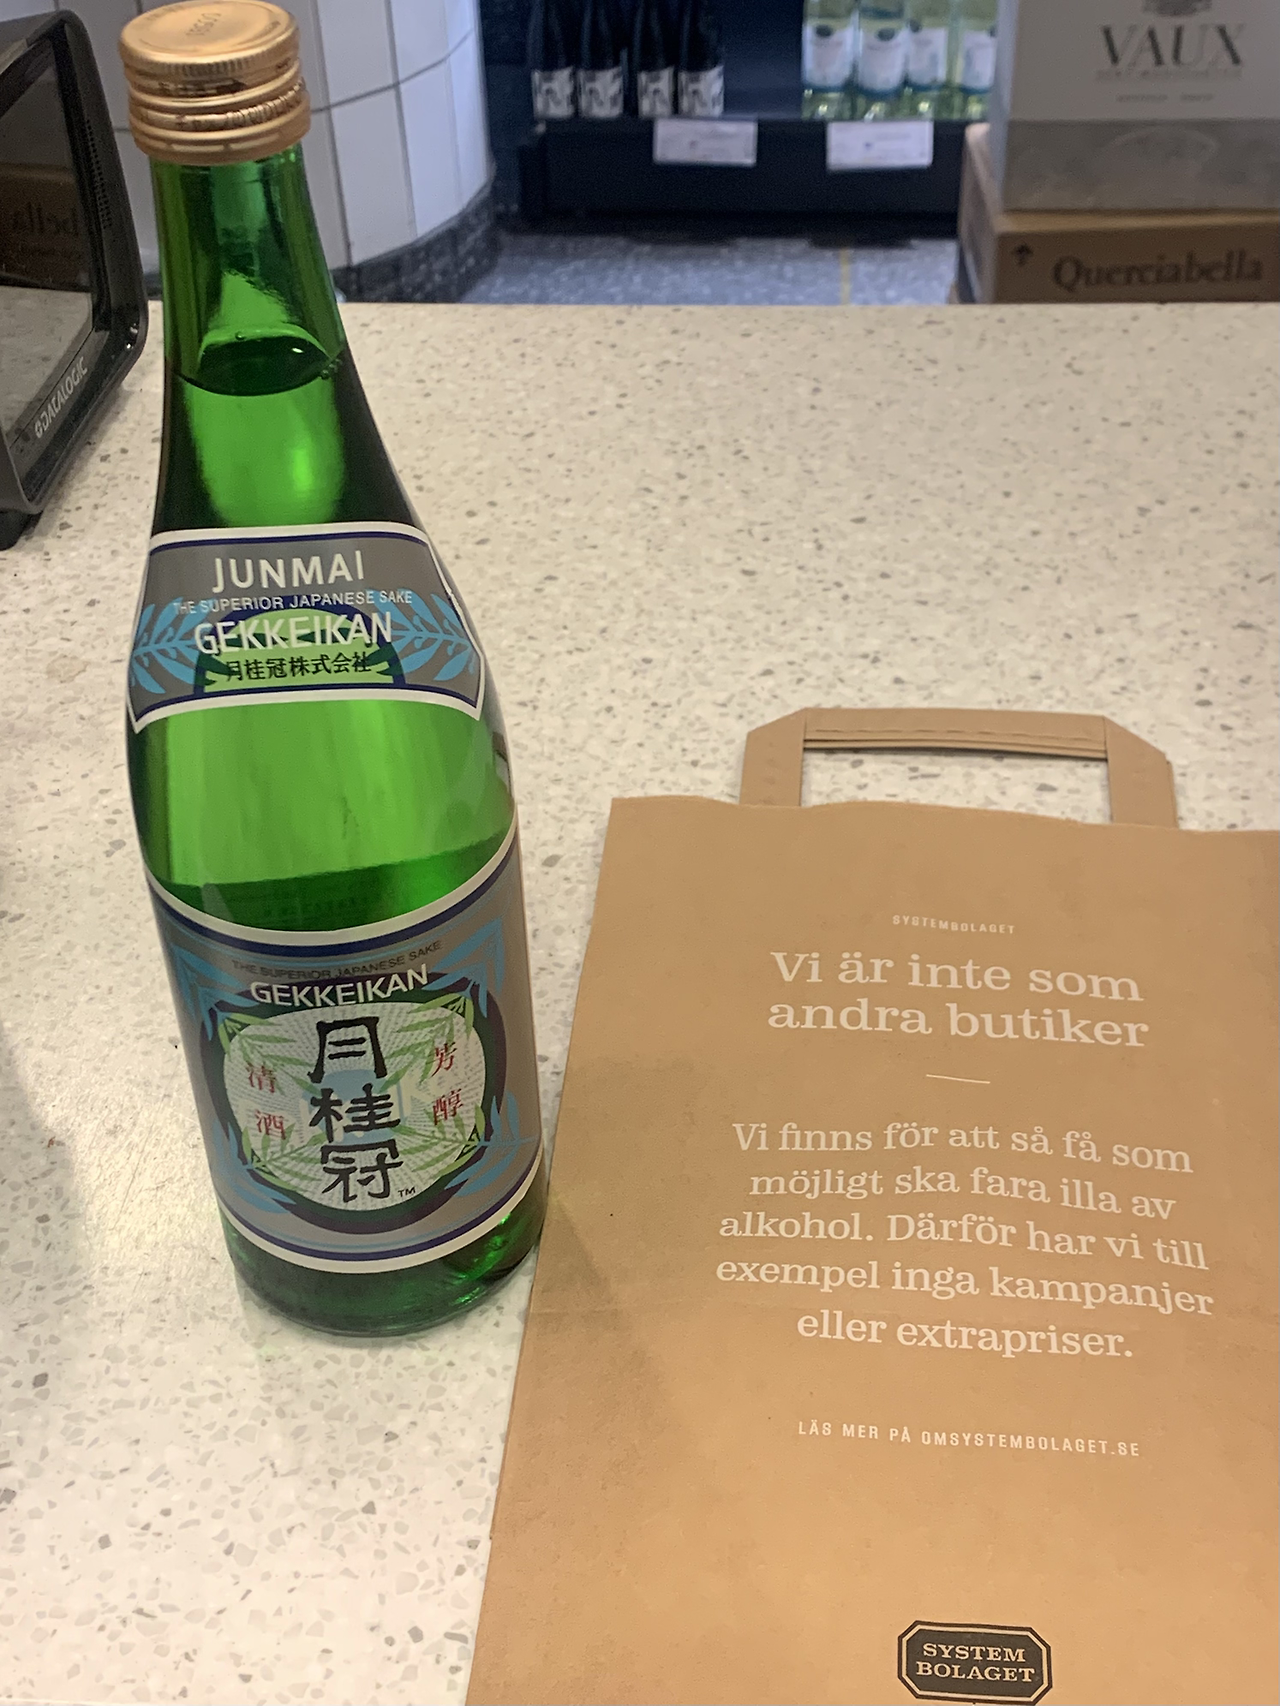 VAUX
Querciabella
bella
DATALOGIC
JUNMAI
THE SUPERIOR JAPANESE SAKE
GEKKEIKAN
月桂冠株式会社
THE SUPERIOR JAPANESE SAKE
GEKKEIKAN
芳醇
月桂冠
清酒
TM
SYSTEMBOLAGET
Vi är inte som
andra butiker
Vi finns för att så få som
möjligt ska fara illa av
alkohol. Därför har vi till
exempel inga kampanjer
eller extrapriser.
LÄS MER PÅ OMSYSTEMBOLAGET.SE
SYSTEM
BOLAGET